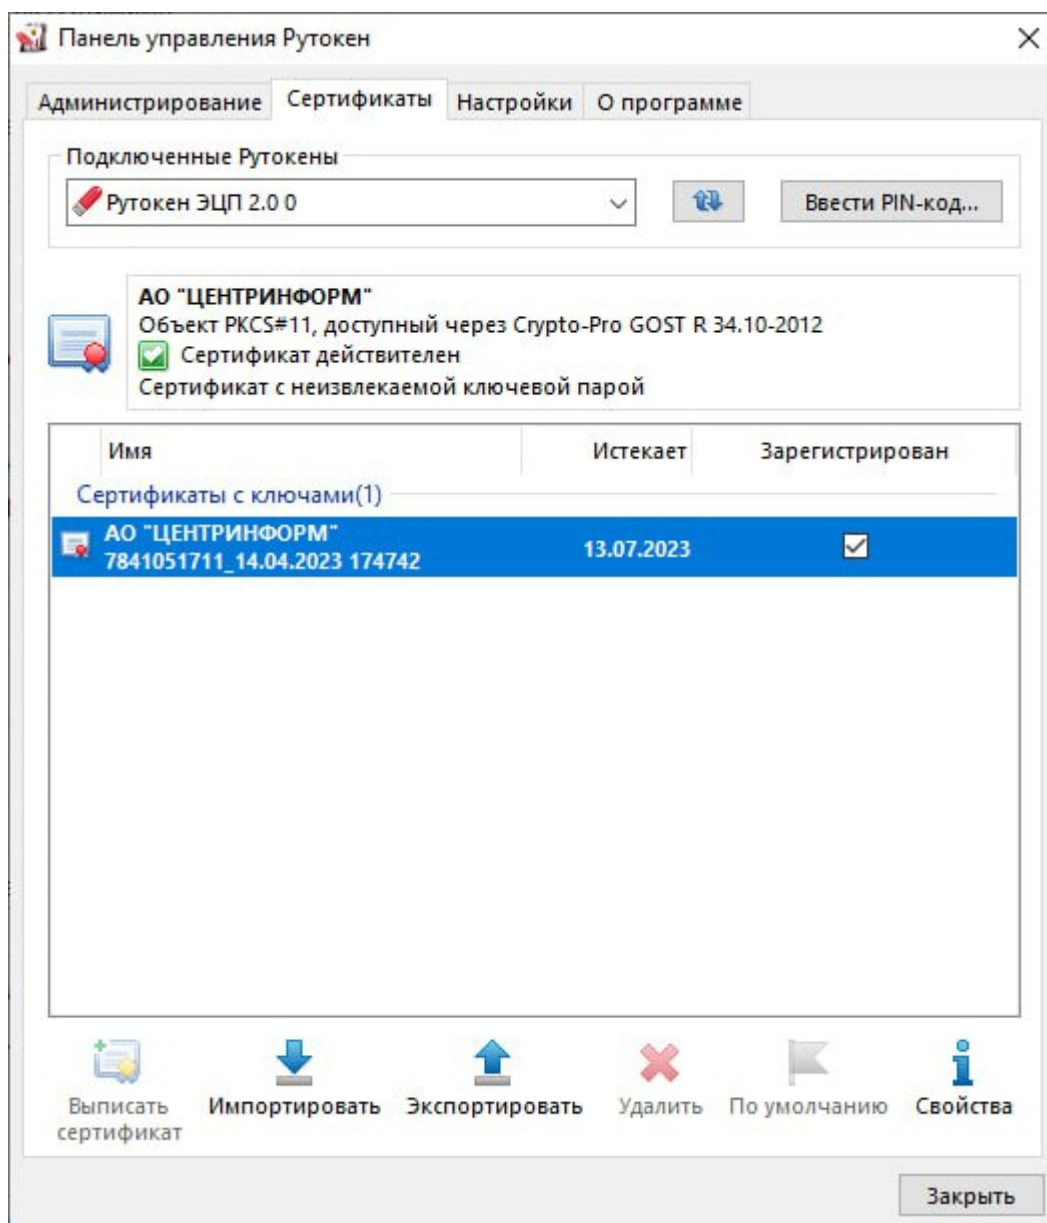 Панель управления Рутокен
Администрирование Сертификаты Настройки О программе
Подключенные Рутокены
Рутокен ЭЦП 2.0 0 Ввести PIN-код...
АО "ЦЕНТРИНФОРМ"
Объект PKCS#11, доступный через Crypto-Pro GOST R 34.10-2012
Сертификат действителен
Сертификат с неизвлекаемой ключевой парой
Имя Истекает Зарегистрирован
Сертификаты с ключами(1)
АО "ЦЕНТРИНФОРМ"
7841051711_14.04.2023 174742 13.07.2023
Выписать Импортировать Экспортировать Удалить По умолчанию Свойства
сертификат
Закрыть